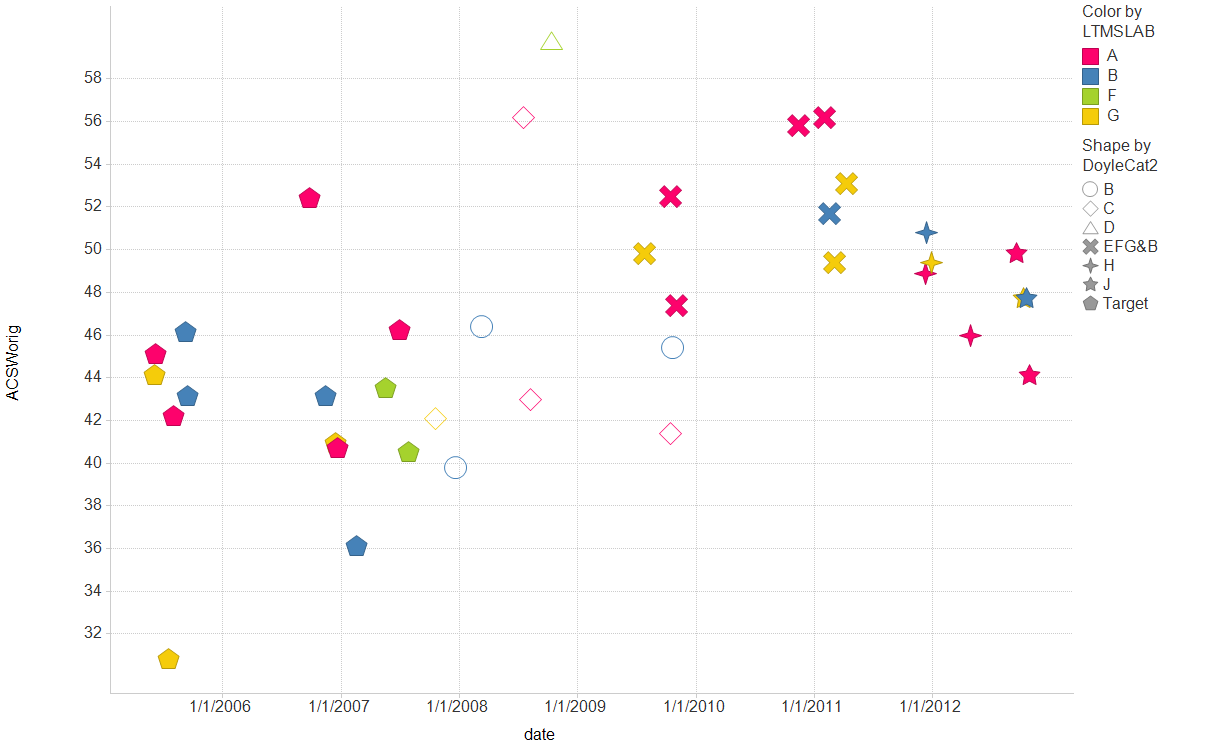 Color by
LTMSLAB
A
B
F
G
Shape by
DoyleCat2
B
C
D
EFG&B
H
J
Target
58
56
54
52
50
48
46
44
42
40
38
36
34
32
ACSWorig
1/1/2006 1/1/2007 1/1/2008 1/1/2009 1/1/2010 1/1/2011 1/1/2012
date